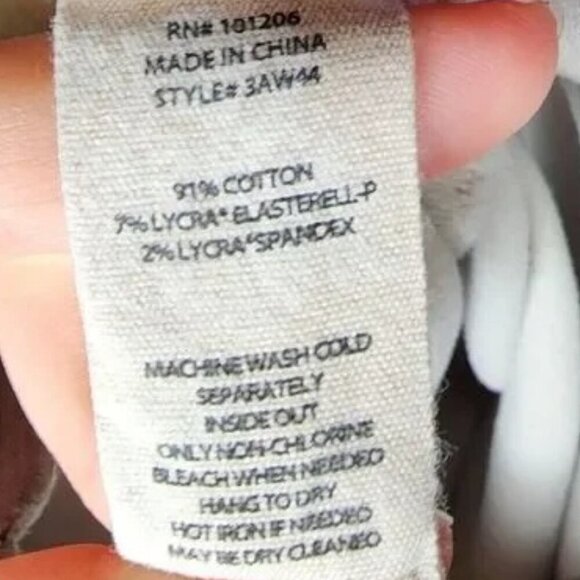 RN# 101206
MADE IN CHINA
STYLE# 3AW44
91% COTTON
7% LYCRA® ELASTERELL-P
2% LYCRA® SPANDEX
MACHINE WASH COLD
SEPARATELY
INSIDE OUT
ONLY NON-CHLORINE
BLEACH WHEN NEEDED
HANG TO DRY
HOT IRON IF NEEDED
MAY BE DRY CLEANED